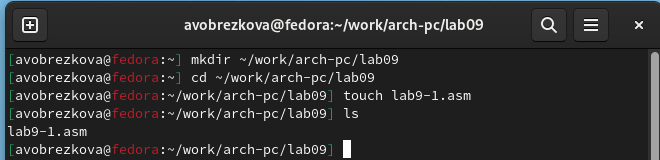 avobrezkova@fedora:~/work/arch-pc/lab09
[avobrezkova@fedora:~] mkdir ~/work/arch-pc/lab09
[avobrezkova@fedora:~] cd ~/work/arch-pc/lab09
[avobrezkova@fedora:~/work/arch-pc/lab09] touch lab9-1.asm
[avobrezkova@fedora:~/work/arch-pc/lab09] ls
lab9-1.asm
[avobrezkova@fedora:~/work/arch-pc/lab09]